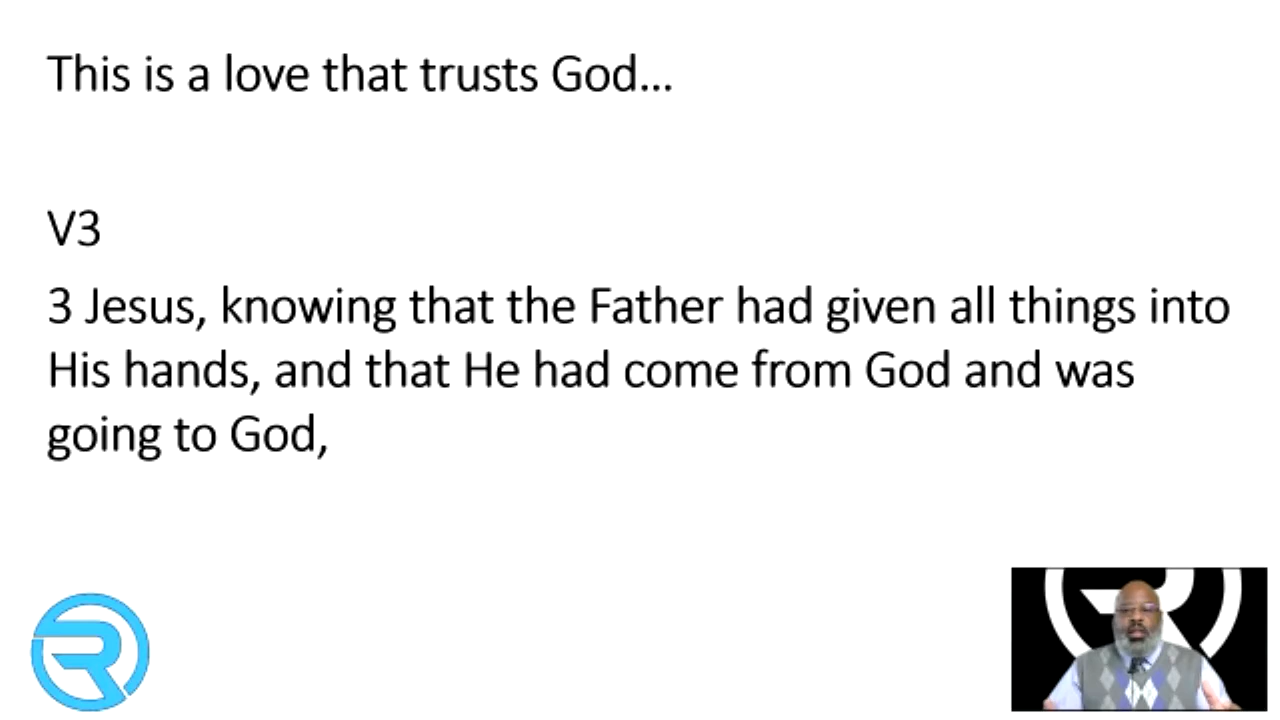 This is a love that trusts God...
V3
3 Jesus, knowing that the Father had given all things into
His hands, and that He had come from God and was
going to God,